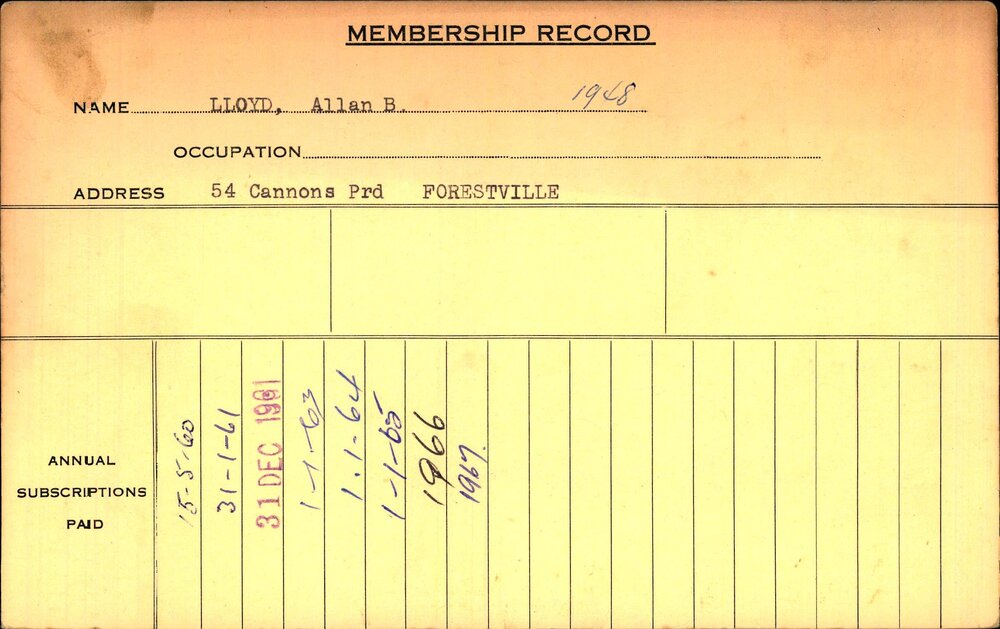 MEMBERSHIP RECORD
NAME LLOYD, Allan B. 1948
OCCUPATION
ADDRESS 54 Cannons Prd FORESTVILLE
ANNUAL
SUBSCRIPTIONS
PAID
15-5-60
31-1-61
31 DEC 1961
1-1-63
1.1-64
1-1-65
1966
1967.